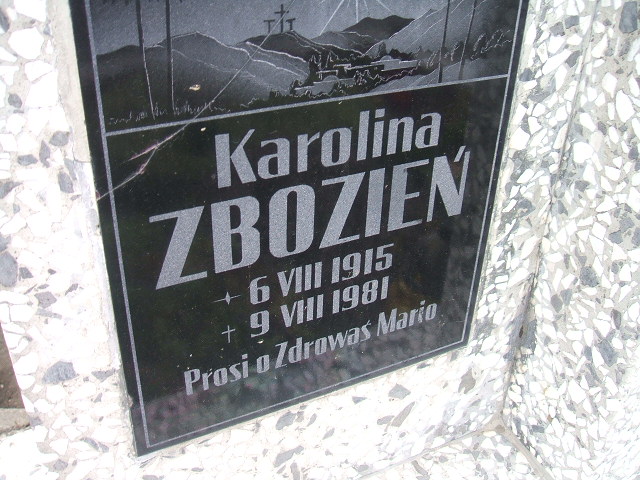 Karolina
ZBOZIEŃ
6 VIII 1915
† 9 VIII 1981
Prosi o Zdrowaś Mario